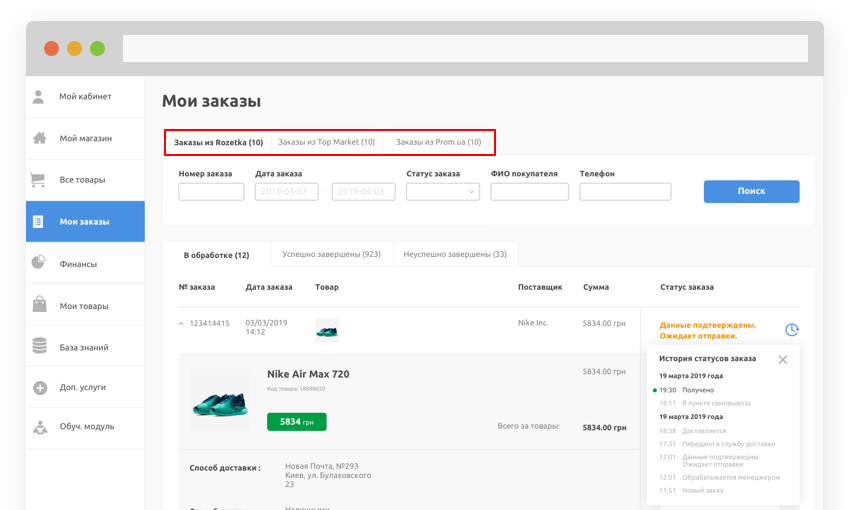 Мой кабинет
Мой магазин
Все товары
Мои заказы
Финансы
Мои товары
База знаний
Доп. услуги
Обуч. модуль
Мои заказы
Заказы из Rozetka (10)
Заказы из Top Market (10)
Заказы из Prom.ua (10)
Номер заказа
Дата заказа
Статус заказа
ФИО покупателя
Телефон
2019-03-07 - 2019-04-03
Поиск
В обработке (12)
Успешно завершены (923)
Неуспешно завершены (33)
№ заказа
Дата заказа
Товар
Поставщик
Сумма
Статус заказа
123414415
03/03/2019
14:12
Nike Inc.
5834.00 грн
Данные подтверждены.
Ожидает отправки.
Nike Air Max 720
Код товара: 58898650
5834 грн
5834.00 грн
Всего за товары:
5834.00 грн
Способ доставки :
Новая Почта, №293
Киев, ул. Булаховского
23
История статусов заказа
19 марта 2019 года
19:30 Получено
16:11 В пункте самовывоза
19 марта 2019 года
18:38 Доставляется
17:31 Передано в службу доставки
12:01 Данные подтверждены.
Ожидает отправки
12:01 Обрабатывается менеджером
11:51 Новый заказ